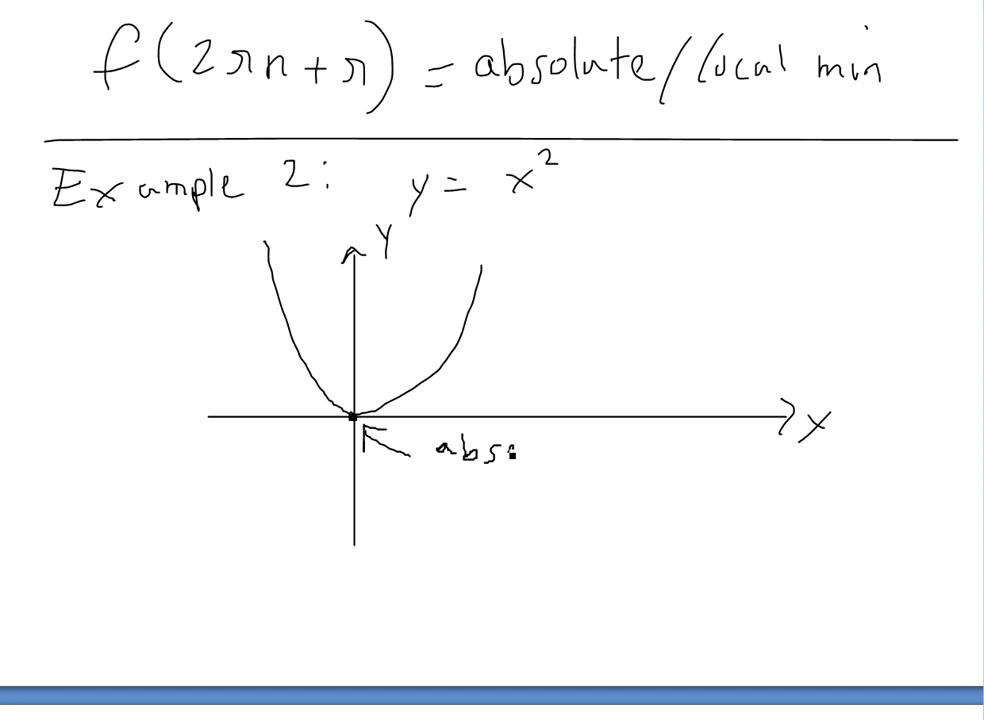 f(2πn + π) = absolute/local min
Example 2: y = x²
Y
X
abs